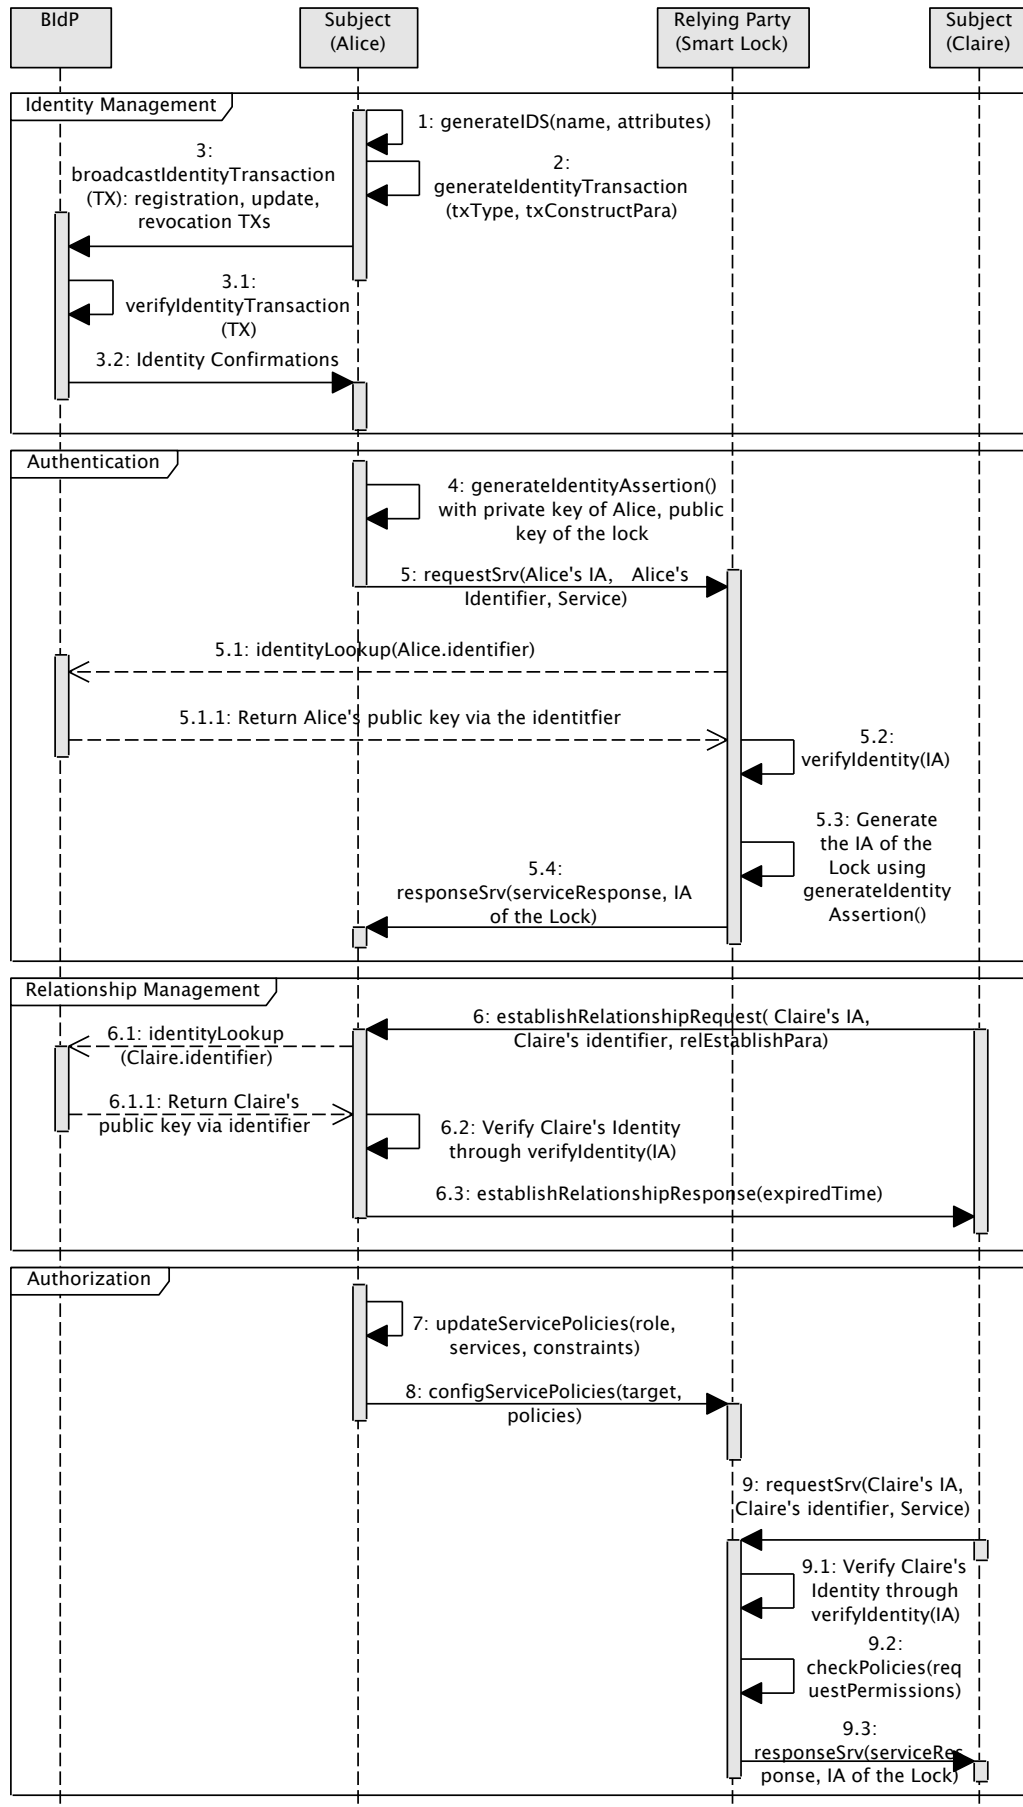 BIdP
Subject
(Alice)
Relying Party
(Smart Lock)
Subject
(Claire)
Identity Management
1: generateIDS(name, attributes)
2:
generateIdentityTransaction
(txType, txConstructPara)
3:
broadcastIdentityTransaction
(TX): registration, update,
revocation TXs
3.1:
verifyIdentityTransaction
(TX)
3.2: Identity Confirmations
Authentication
4: generateIdentityAssertion()
with private key of Alice, public
key of the lock
5: requestSrv(Alice's IA, Alice's
Identifier, Service)
5.1: identityLookup(Alice.identifier)
5.1.1: Return Alice's public key via the identitfier
5.2:
verifyIdentity(IA)
5.3: Generate
the IA of the
Lock using
generateIdentity
Assertion()
5.4:
responseSrv(serviceResponse, IA
of the Lock)
Relationship Management
6: establishRelationshipRequest( Claire's IA,
Claire's identifier, relEstablishPara)
6.1: identityLookup
(Claire.identifier)
6.1.1: Return Claire's
public key via identifier
6.2: Verify Claire's Identity
through verifyIdentity(IA)
6.3: establishRelationshipResponse(expiredTime)
Authorization
7: updateServicePolicies(role,
services, constraints)
8: configServicePolicies(target,
policies)
9: requestSrv(Claire's IA,
Claire's identifier, Service)
9.1: Verify Claire's
Identity through
verifyIdentity(IA)
9.2:
checkPolicies(req
uestPermissions)
9.3:
responseSrv(serviceRes
ponse, IA of the Lock)